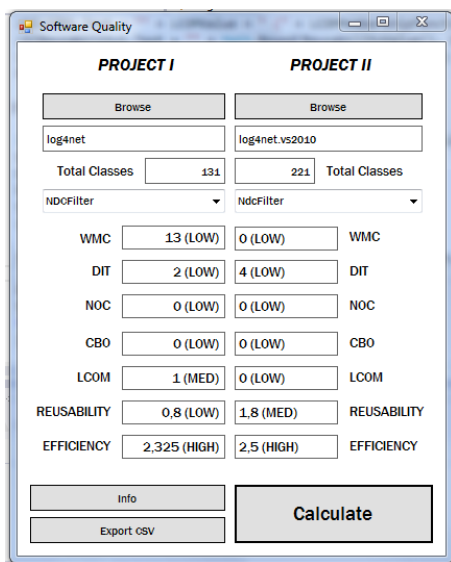 Software Quality
PROJECT I PROJECT II
Browse Browse
log4net log4net.vs2010
Total Classes 131 221 Total Classes
NDCFilter NdcFilter
WMC 13 (LOW) 0 (LOW) WMC
DIT 2 (LOW) 4 (LOW) DIT
NOC 0 (LOW) 0 (LOW) NOC
CBO 0 (LOW) 0 (LOW) CBO
LCOM 1 (MED) 0 (LOW) LCOM
REUSABILITY 0,8 (LOW) 1,8 (MED) REUSABILITY
EFFICIENCY 2,325 (HIGH) 2,5 (HIGH) EFFICIENCY
Info
Calculate
Export CSV